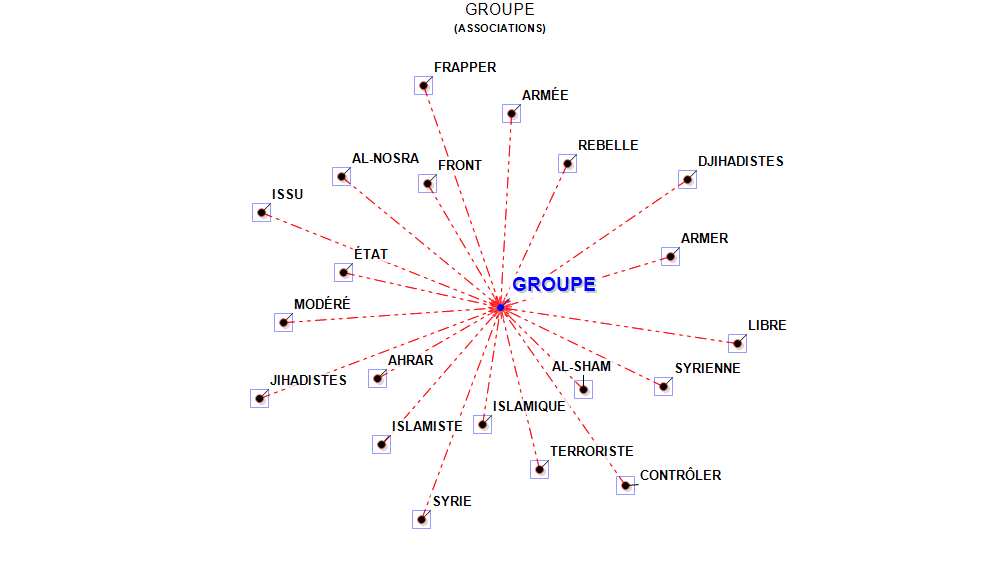 GROUPE
(ASSOCIATIONS)
FRAPPER
ARMÉE
REBELLE
AL-NOSRA
FRONT
DJIHADISTES
ISSU
ARMER
ÉTAT
GROUPE
MODÉRÉ
LIBRE
AHRAR
AL-SHAM
SYRIENNE
JIHADISTES
ISLAMIQUE
ISLAMISTE
TERRORISTE
CONTRÔLER
SYRIE